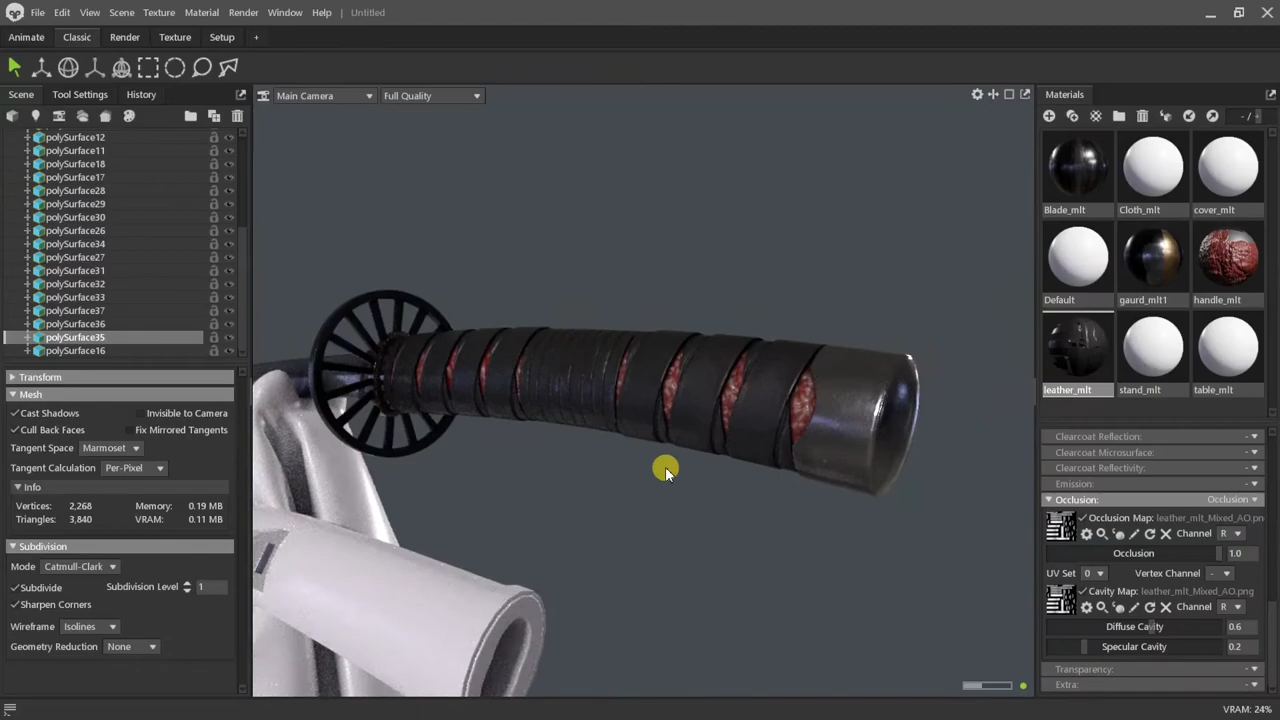 File Edit View Scene Texture Material Render Window Help Untitled
Animate Classic Render Texture Setup +
Scene Tool Settings History
Main Camera Full Quality
Materials
- /
polySurface12
polySurface11
polySurface18
polySurface17
polySurface28
polySurface29
polySurface30
polySurface26
polySurface34
polySurface27
polySurface31
polySurface32
polySurface33
polySurface37
polySurface36
polySurface35
polySurface16
Transform
Mesh
Cast Shadows Invisible to Camera
Cull Back Faces Fix Mirrored Tangents
Tangent Space Marmoset
Tangent Calculation Per-Pixel
Info
Vertices: 2,268 Memory: 0.19 MB
Triangles: 3,840 VRAM: 0.11 MB
Subdivision
Mode Catmull-Clark
Subdivide Subdivision Level 1
Sharpen Corners
Wireframe Isolines
Geometry Reduction None
Blade_mlt Cloth_mlt cover_mlt
Default gaurd_mlt1 handle_mlt
leather_mlt stand_mlt table_mlt
Clearcoat Reflection: -
Clearcoat Microsurface: -
Clearcoat Reflectivity: -
Emission: -
Occlusion: Occlusion
Occlusion Map: leather_mlt_Mixed_AO.pn
Channel R
Occlusion 1.0
UV Set 0 Vertex Channel -
Cavity Map: leather_mlt_Mixed_AO.png
Channel R
Diffuse Cavity 0.6
Specular Cavity 0.2
Transparency: -
Extra: -
VRAM: 24%